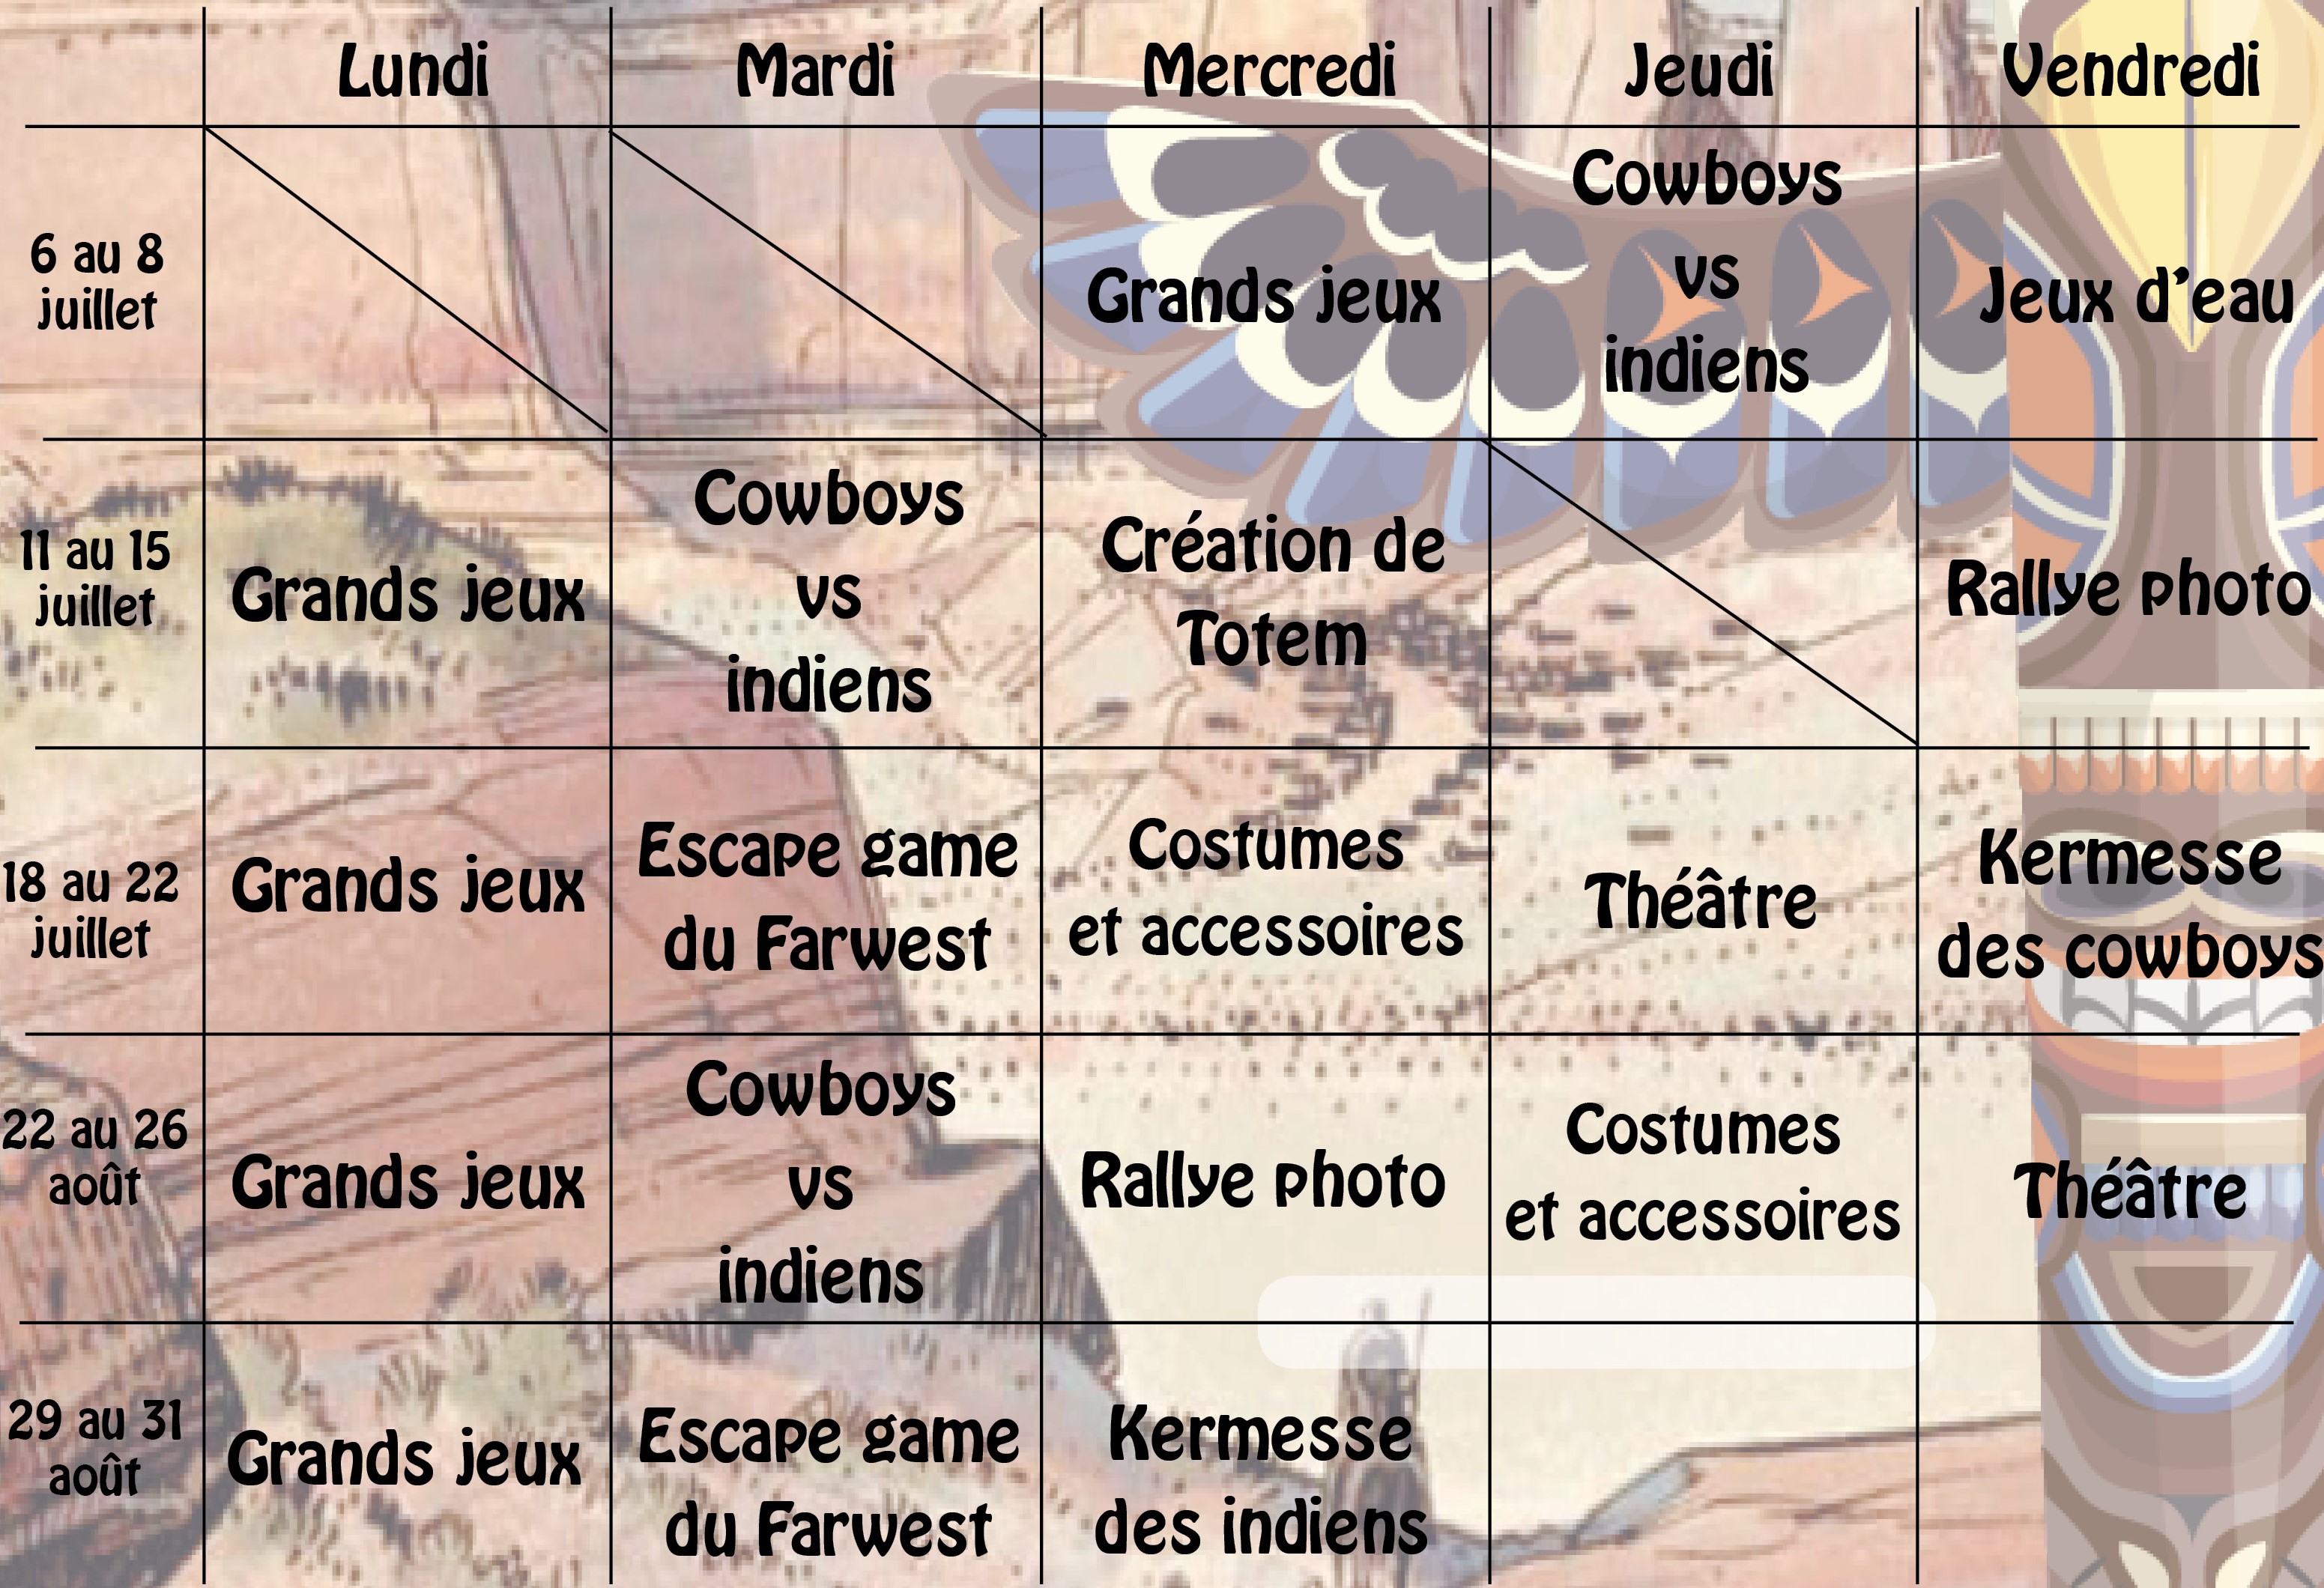 Lundi
Mardi
Mercredi
Jeudi
Vendredi
6 au 8
juillet
Grands jeux
Cowboys
vs
indiens
Jeux d’eau
11 au 15
juillet
Grands jeux
Cowboys
vs
indiens
Création de
Totem
Rallye photo
18 au 22
juillet
Grands jeux
Escape game
du Farwest
Costumes
et accessoires
Théâtre
Kermesse
des cowboys
22 au 26
août
Grands jeux
Cowboys
vs
indiens
Rallye photo
Costumes
et accessoires
Théâtre
29 au 31
août
Grands jeux
Escape game
du Farwest
Kermesse
des indiens